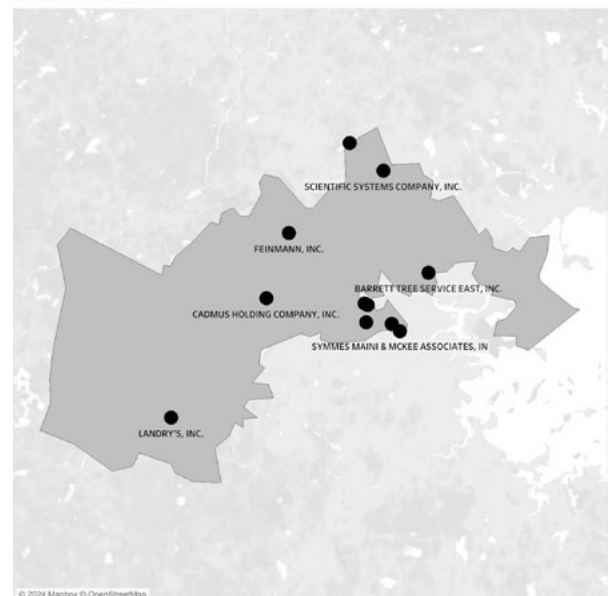 SCIENTIFIC SYSTEMS COMPANY, INC.
FEINMANN, INC.
BARRETT TREE SERVICE EAST, INC.
CADMUS HOLDING COMPANY, INC.
SYMMES MAINI & MCKEE ASSOCIATES, IN
LANDRY'S, INC.
© 2024 Mapbox © OpenStreetMap